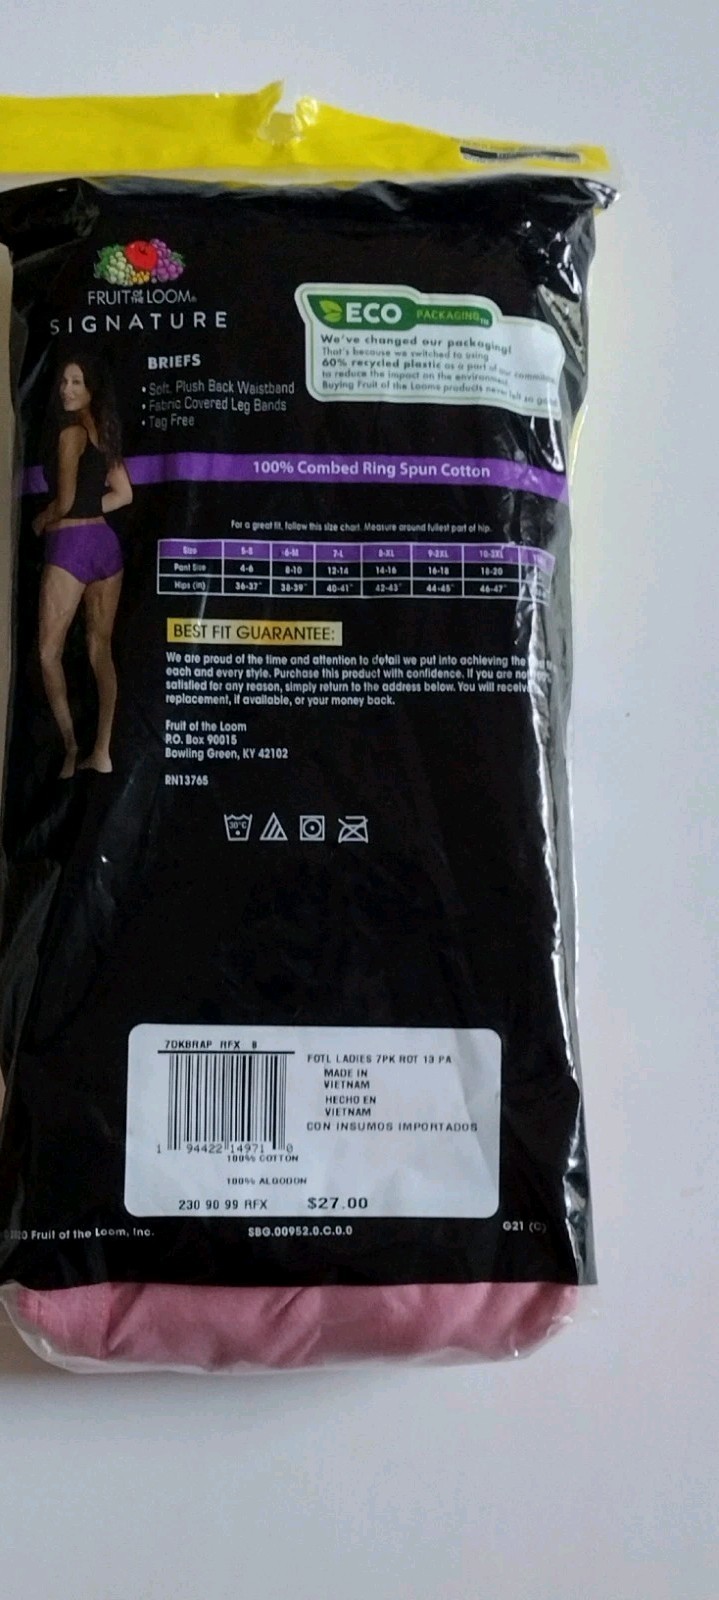 FRUIT OF THE LOOM®
SIGNATURE
BRIEFS
• Soft, Plush Back Waistband
• Fabric Covered Leg Bands
• Tag Free
ECO PACKAGING™
We've changed our packaging!
That's because we switched to using
60% recycled plastic as a part of our commitment
to reduce the impact on the environment.
Buying Fruit of the Looms products never felt so good
100% Combed Ring Spun Cotton
For a great fit, follow this size chart. Measure around fullest part of hip.
Size 5-S 6-M 7-L 8-XL 9-2XL 10-3XL
Pant Size 4-6 8-10 12-14 14-16 16-18 18-20
Hips (in) 36-37" 38-39" 40-41" 42-43" 44-45" 46-47"
BEST FIT GUARANTEE:
We are proud of the time and attention to detail we put into achieving the
each and every style. Purchase this product with confidence. If you are not
satisfied for any reason, simply return to the address below. You will receive
replacement, if available, or your money back.
Fruit of the Loom
P.O. Box 90015
Bowling Green, KY 42102
RN13765
30°C
7DKBRAP RFX 8
FOTL LADIES 7PK ROT 13 PA
MADE IN
VIETNAM
HECHO EN
VIETNAM
CON INSUMOS IMPORTADOS
1 94422 14971 0
100% COTTON
100% ALGODON
230 90 99 RFX $27.00
Fruit of the Loom, Inc. SBG.00952.0.C.0.0 G21 (C)